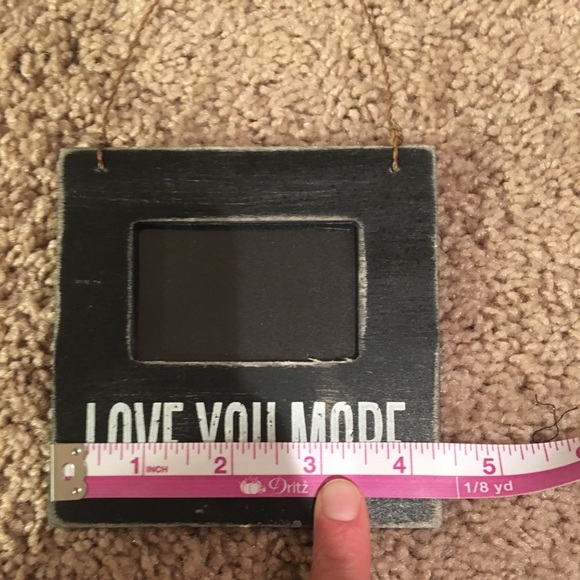 LOVE YOU MORE
1 INCH 2 3 4 5
Dritz 1/8 yd